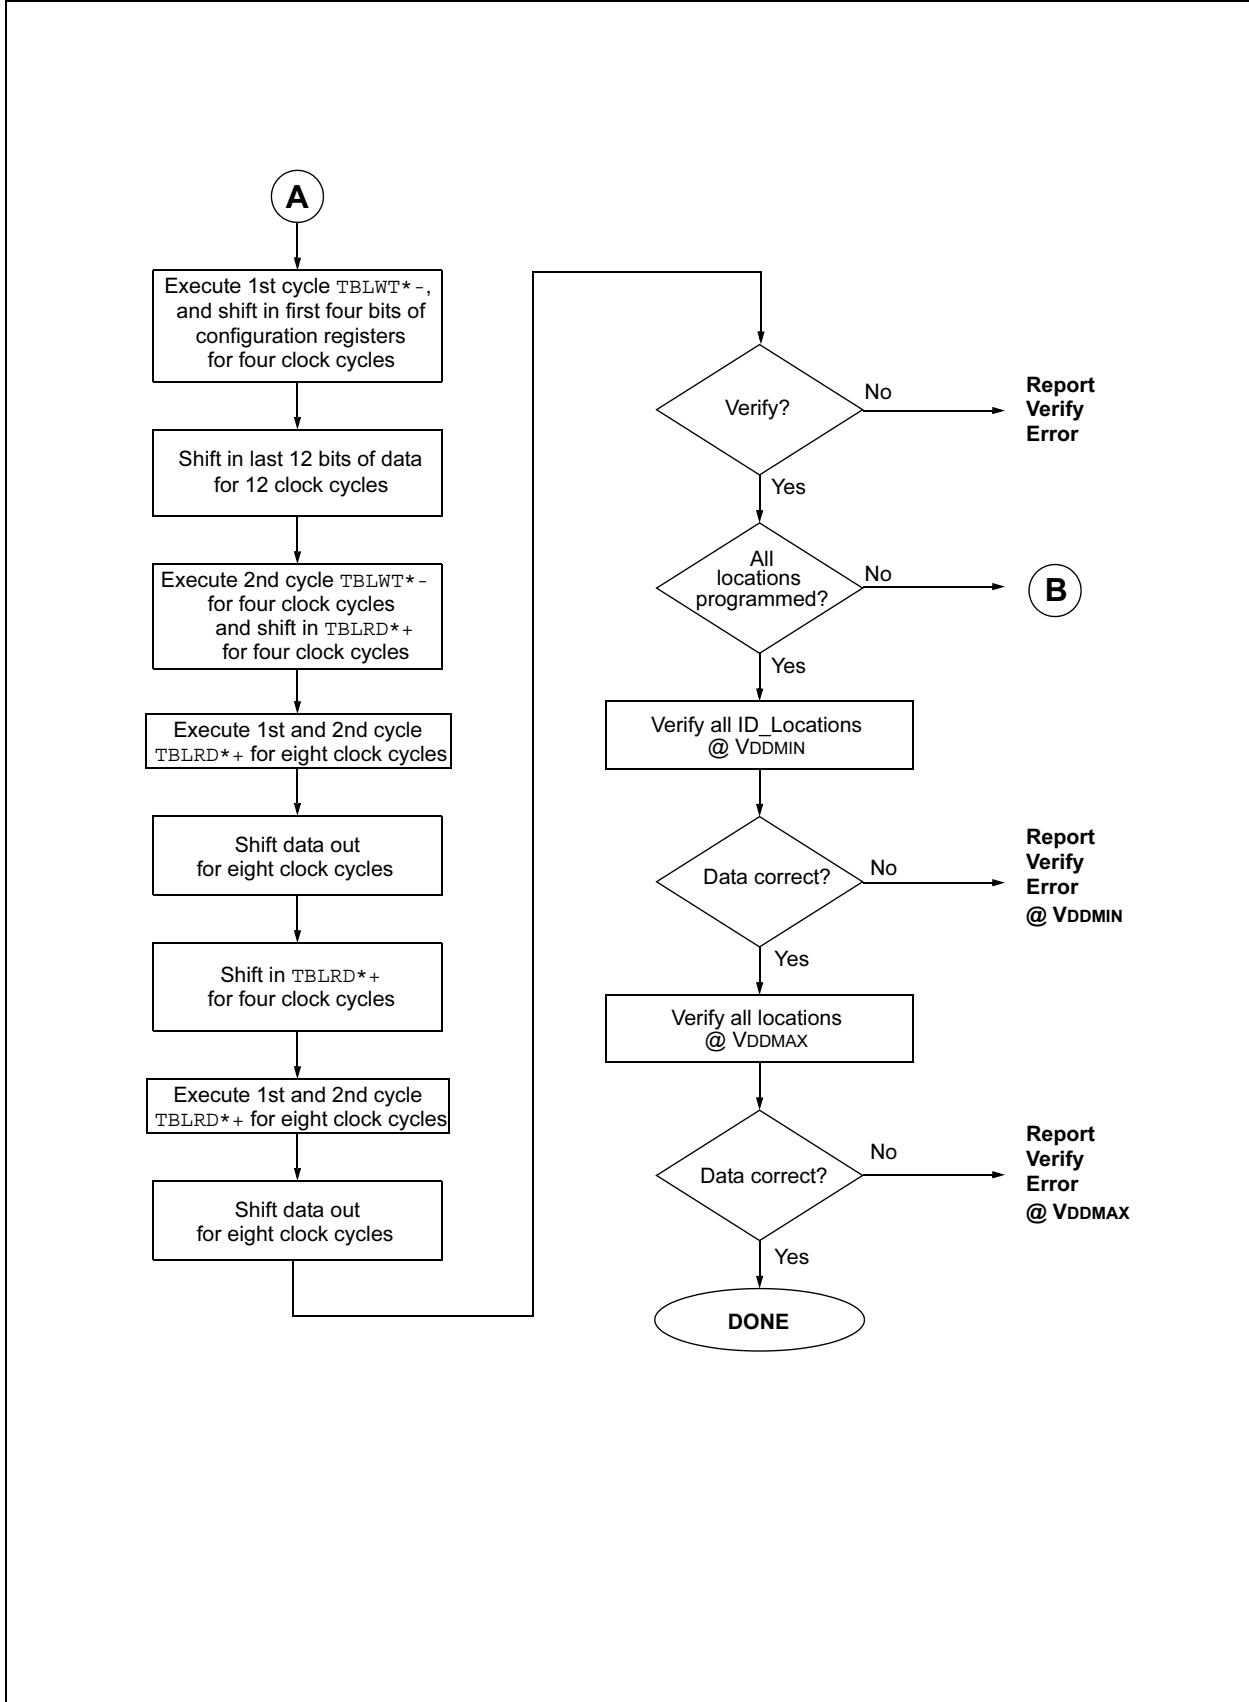 A
Execute 1st cycle TBLWT*-,
and shift in first four bits of
configuration registers
for four clock cycles
Shift in last 12 bits of data
for 12 clock cycles
Execute 2nd cycle TBLWT*-
for four clock cycles
and shift in TBLRD*+
for four clock cycles
Execute 1st and 2nd cycle
TBLRD*+ for eight clock cycles
Shift data out
for eight clock cycles
Shift in TBLRD*+
for four clock cycles
Execute 1st and 2nd cycle
TBLRD*+ for eight clock cycles
Shift data out
for eight clock cycles
Verify?
No
Report
Verify
Error
Yes
All
locations
programmed?
No
B
Yes
Verify all ID_Locations
@ VDDMIN
Data correct?
No
Report
Verify
Error
@ VDDMIN
Yes
Verify all locations
@ VDDMAX
Data correct?
No
Report
Verify
Error
@ VDDMAX
Yes
DONE